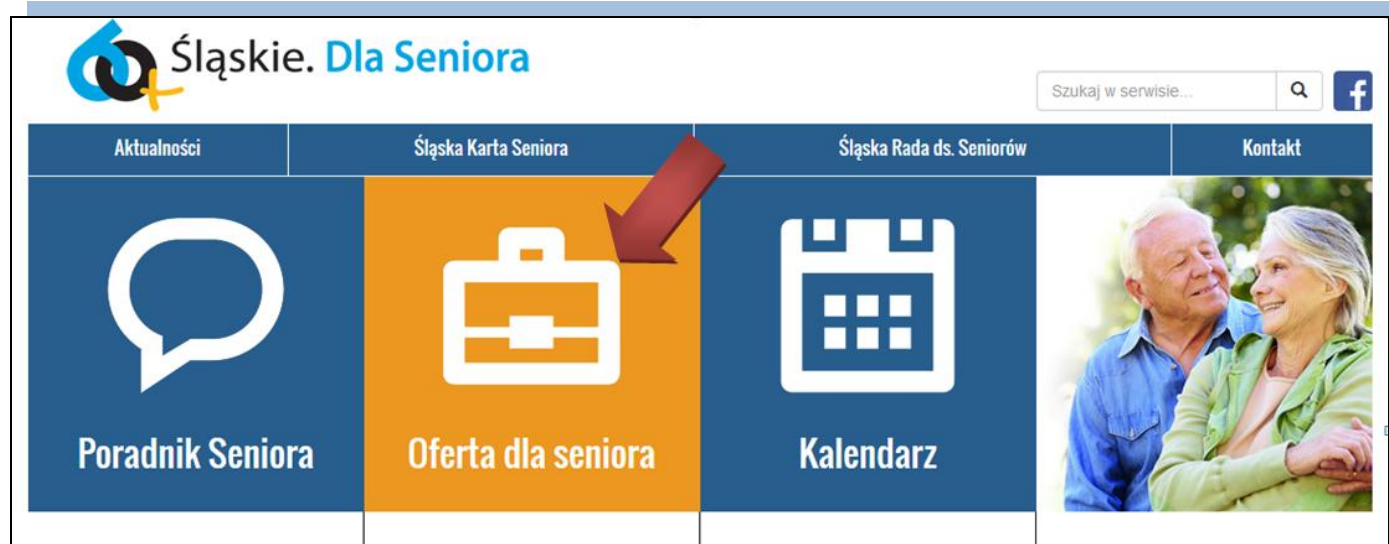 60+
Śląskie. Dla Seniora
Szukaj w serwisie...
f
Aktualności
Śląska Karta Seniora
Śląska Rada ds. Seniorów
Kontakt
Poradnik Seniora
Oferta dla seniora
Kalendarz